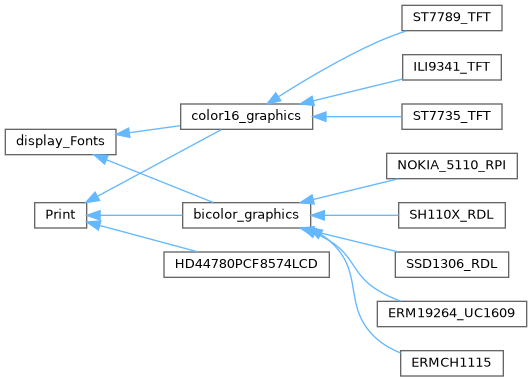 ST7789_TFT
ILI9341_TFT
color16_graphics
ST7735_TFT
display_Fonts
NOKIA_5110_RPI
Print
bicolor_graphics
SH110X_RDL
HD44780PCF8574LCD
SSD1306_RDL
ERM19264_UC1609
ERMCH1115